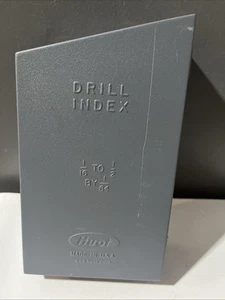 DRILL
INDEX
1/16 TO 1/2
BY 1/64
Huot
MADE IN U.S.A.